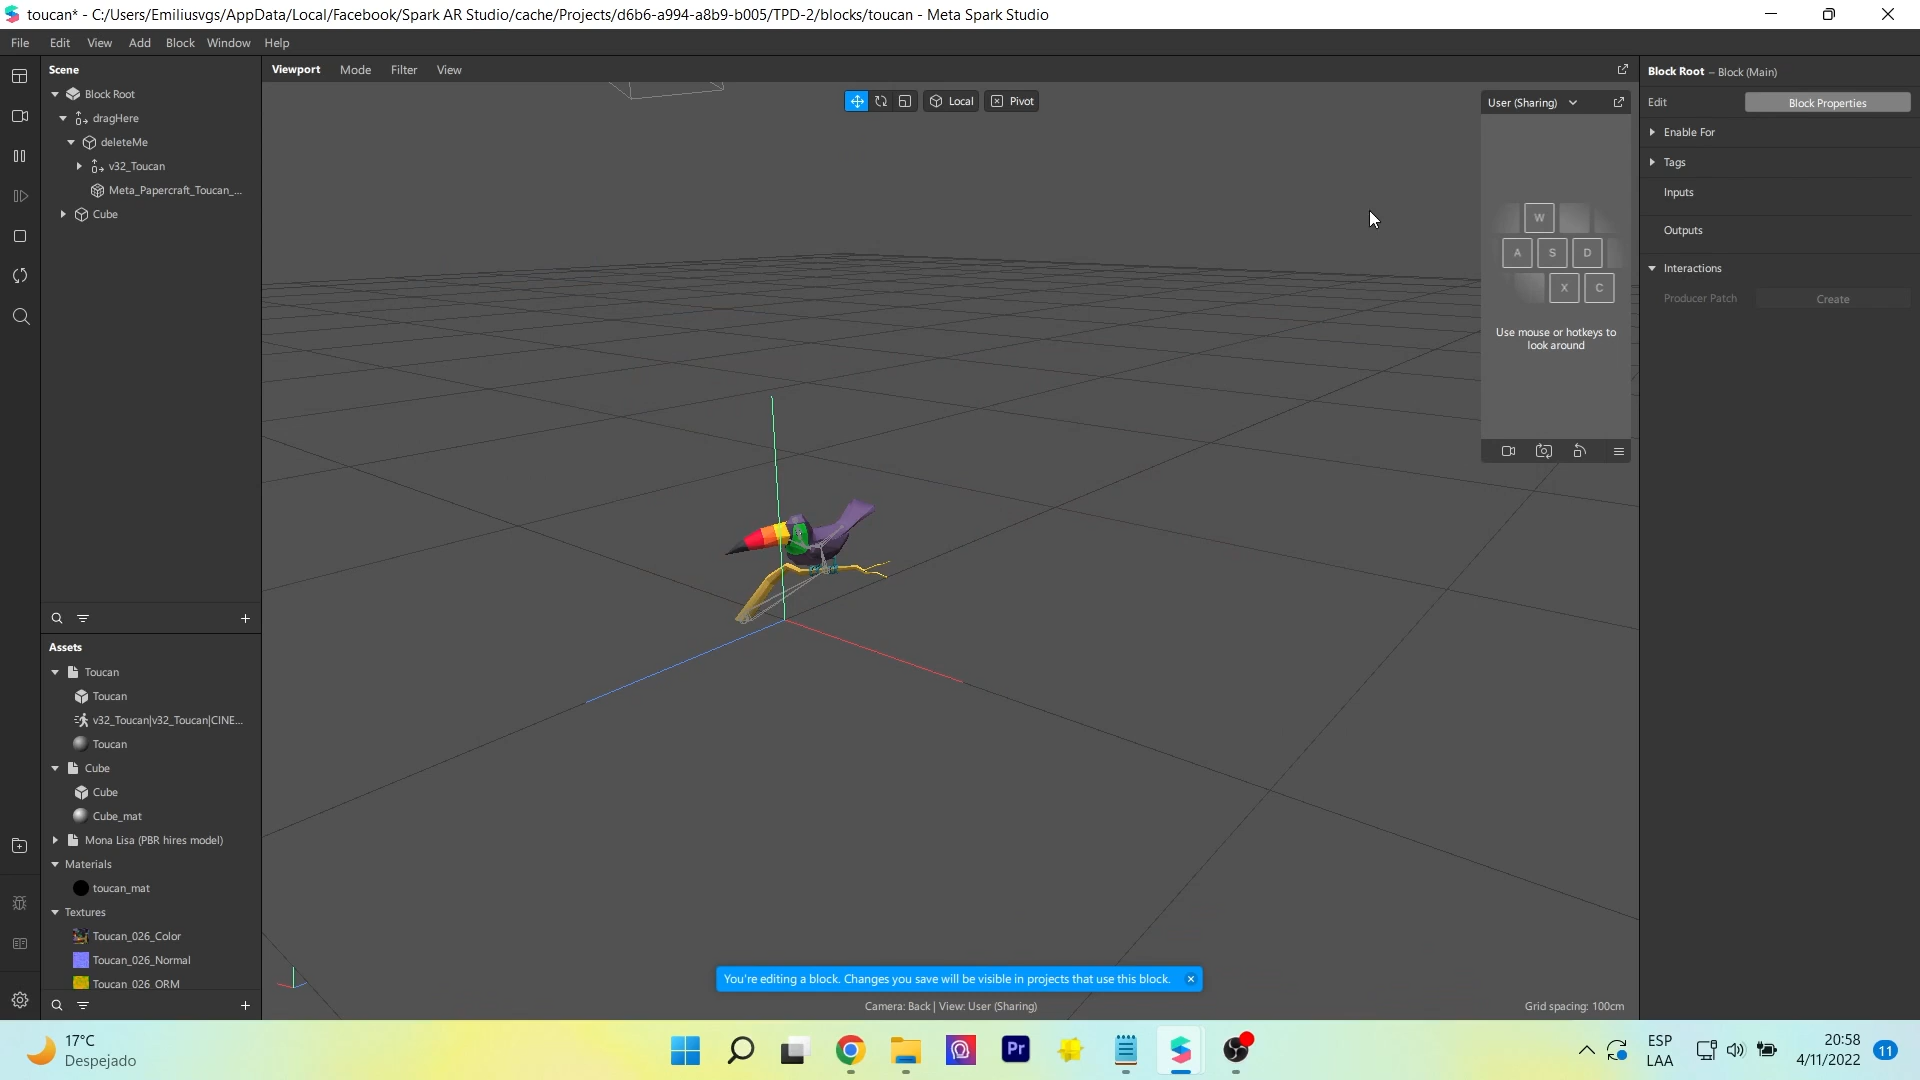 toucan* - C:/Users/Emiliusvgs/AppData/Local/Facebook/Spark AR Studio/cache/Projects/d6b6-a994-a8b9-b005/TPD-2/blocks/toucan - Meta Spark Studio
File Edit View Add Block Window Help
Scene
Block Root
dragHere
deleteMe
v32_Toucan
Meta_Papercraft_Toucan_...
Cube
Viewport Mode Filter View
Local Pivot
User (Sharing)
W
A S D
X C
Use mouse or hotkeys to
look around
Block Root – Block (Main)
Edit Block Properties
Enable For
Tags
Inputs
Outputs
Interactions
Producer Patch Create
Assets
Toucan
Toucan
v32_Toucan|v32_Toucan|CINE...
Toucan
Cube
Cube
Cube_mat
Mona Lisa (PBR hires model)
Materials
toucan_mat
Textures
Toucan_026_Color
Toucan_026_Normal
Toucan_026_ORM
You're editing a block. Changes you save will be visible in projects that use this block.
Camera: Back | View: User (Sharing)
Grid spacing: 100cm
17°C
Despejado
Pr
ESP
LAA
20:58
4/11/2022
11